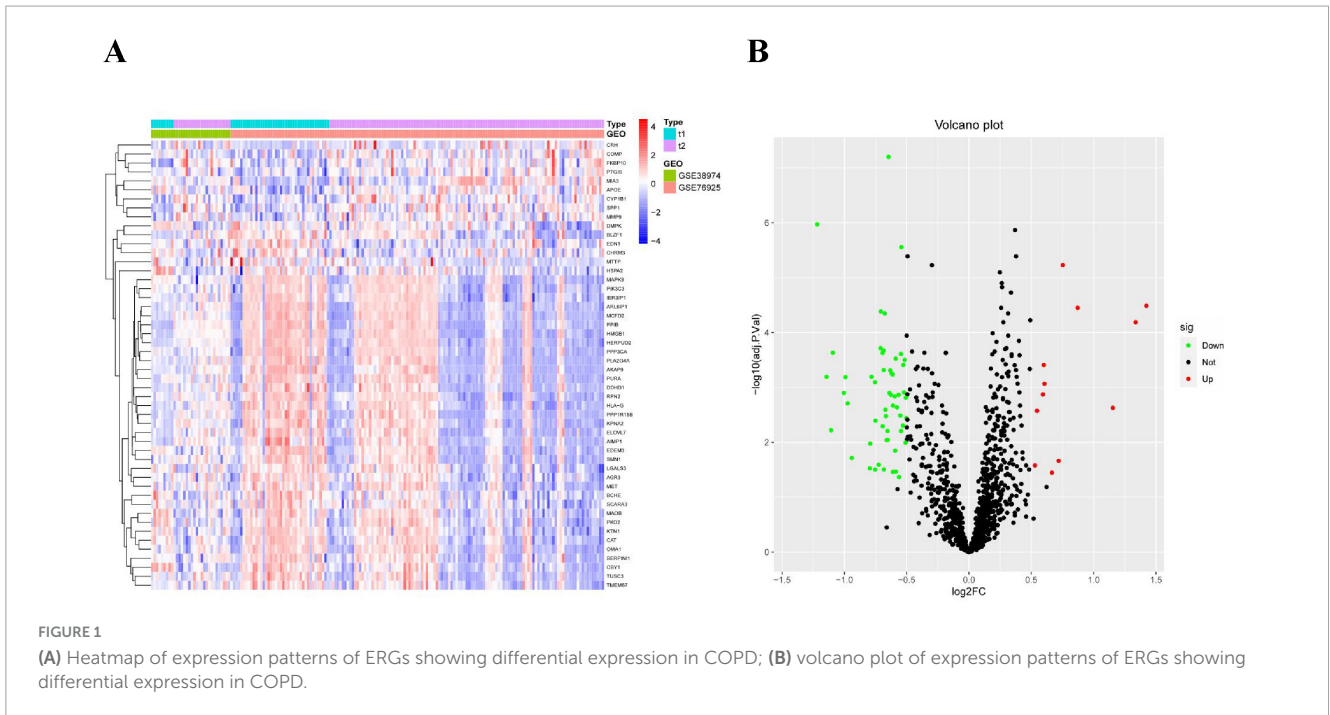 A
B
Type
GEO
CRH
COMP
FKBP10
PTGIS
MIA3
APOE
CYP1B1
SPP1
MMP9
DMPK
BLZF1
EDN1
CHRM3
MTTP
HSPA2
MAPK9
PIK3C3
IER3IP1
ARL6IP1
MCFD2
PPIB
HMGB1
HERPUD2
PPP3CA
PLA2G4A
AKAP9
PURA
DDHD1
RPN2
HLA-G
PPP1R15B
KPNA2
ELOVL7
AIMP1
EDEM3
SMN1
LGALS3
AGR3
MET
BCHE
SCARA3
MAOB
PKD2
KTN1
CAT
OMA1
SERPINI1
CBY1
TUSC3
TMEM67
4
2
0
−2
−4
Type
t1
t2
GEO
GSE38974
GSE76925
Volcano plot
−log10(adj.P.Val)
6
4
2
0
−1.5
−1.0
−0.5
0.0
0.5
1.0
1.5
log2FC
sig
Down
Not
Up
FIGURE 1
(A) Heatmap of expression patterns of ERGs showing differential expression in COPD; (B) volcano plot of expression patterns of ERGs showing
differential expression in COPD.